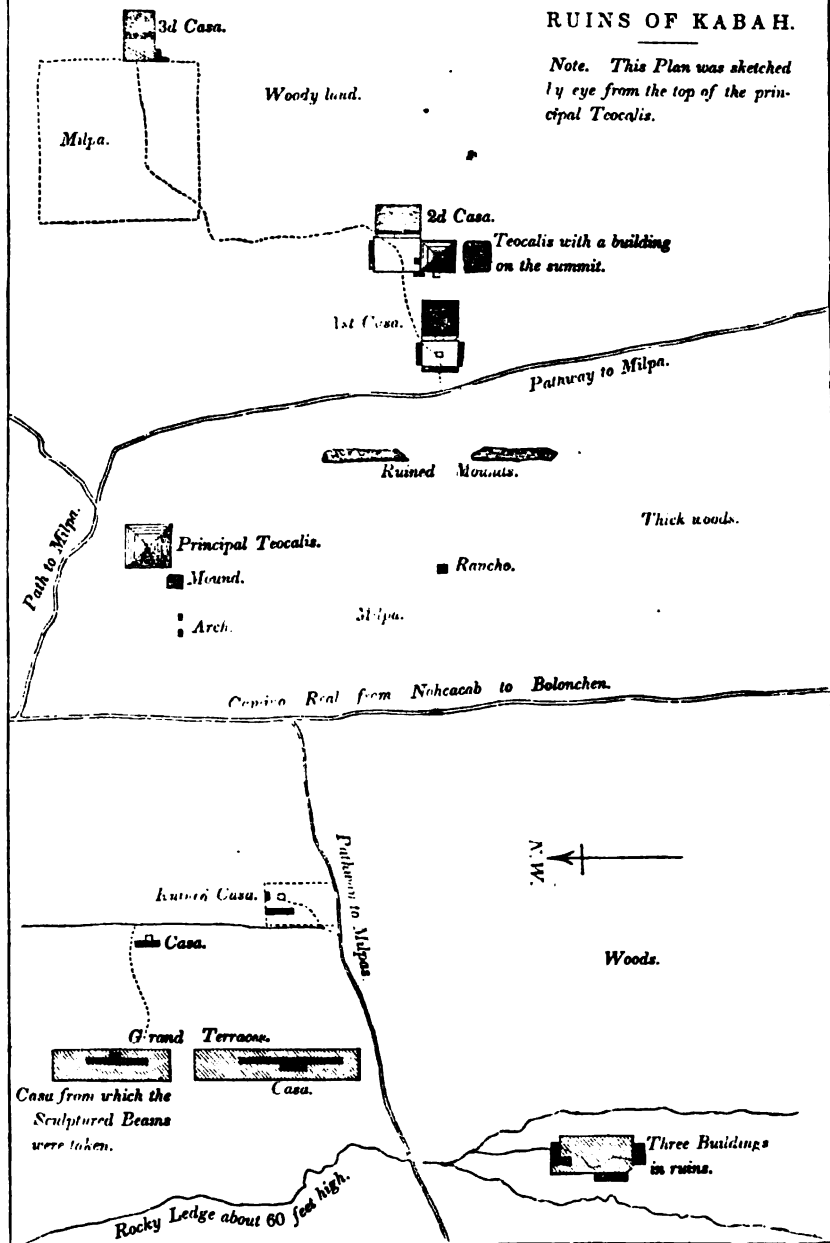 RUINS OF KABAH.
Note. This Plan was sketched
by eye from the top of the prin-
cipal Teocalis.
3d Casa.
Woody land.
Milpa.
2d Casa.
Teocalis with a building
on the summit.
1st Casa.
Pathway to Milpa.
Ruined Mounds.
Thick woods.
Path to Milpa.
Principal Teocalis.
Mound.
Rancho.
Arch.
Milpa.
Camino Real from Nohcacab to Bolonchen.
N.W.
Pathway to Milpas.
Ruined Casa.
Casa.
Woods.
Grand Terrace.
Casa from which the
Sculptured Beams
were taken.
Casa.
Three Buildings
in ruins.
Rocky Ledge about 60 feet high.